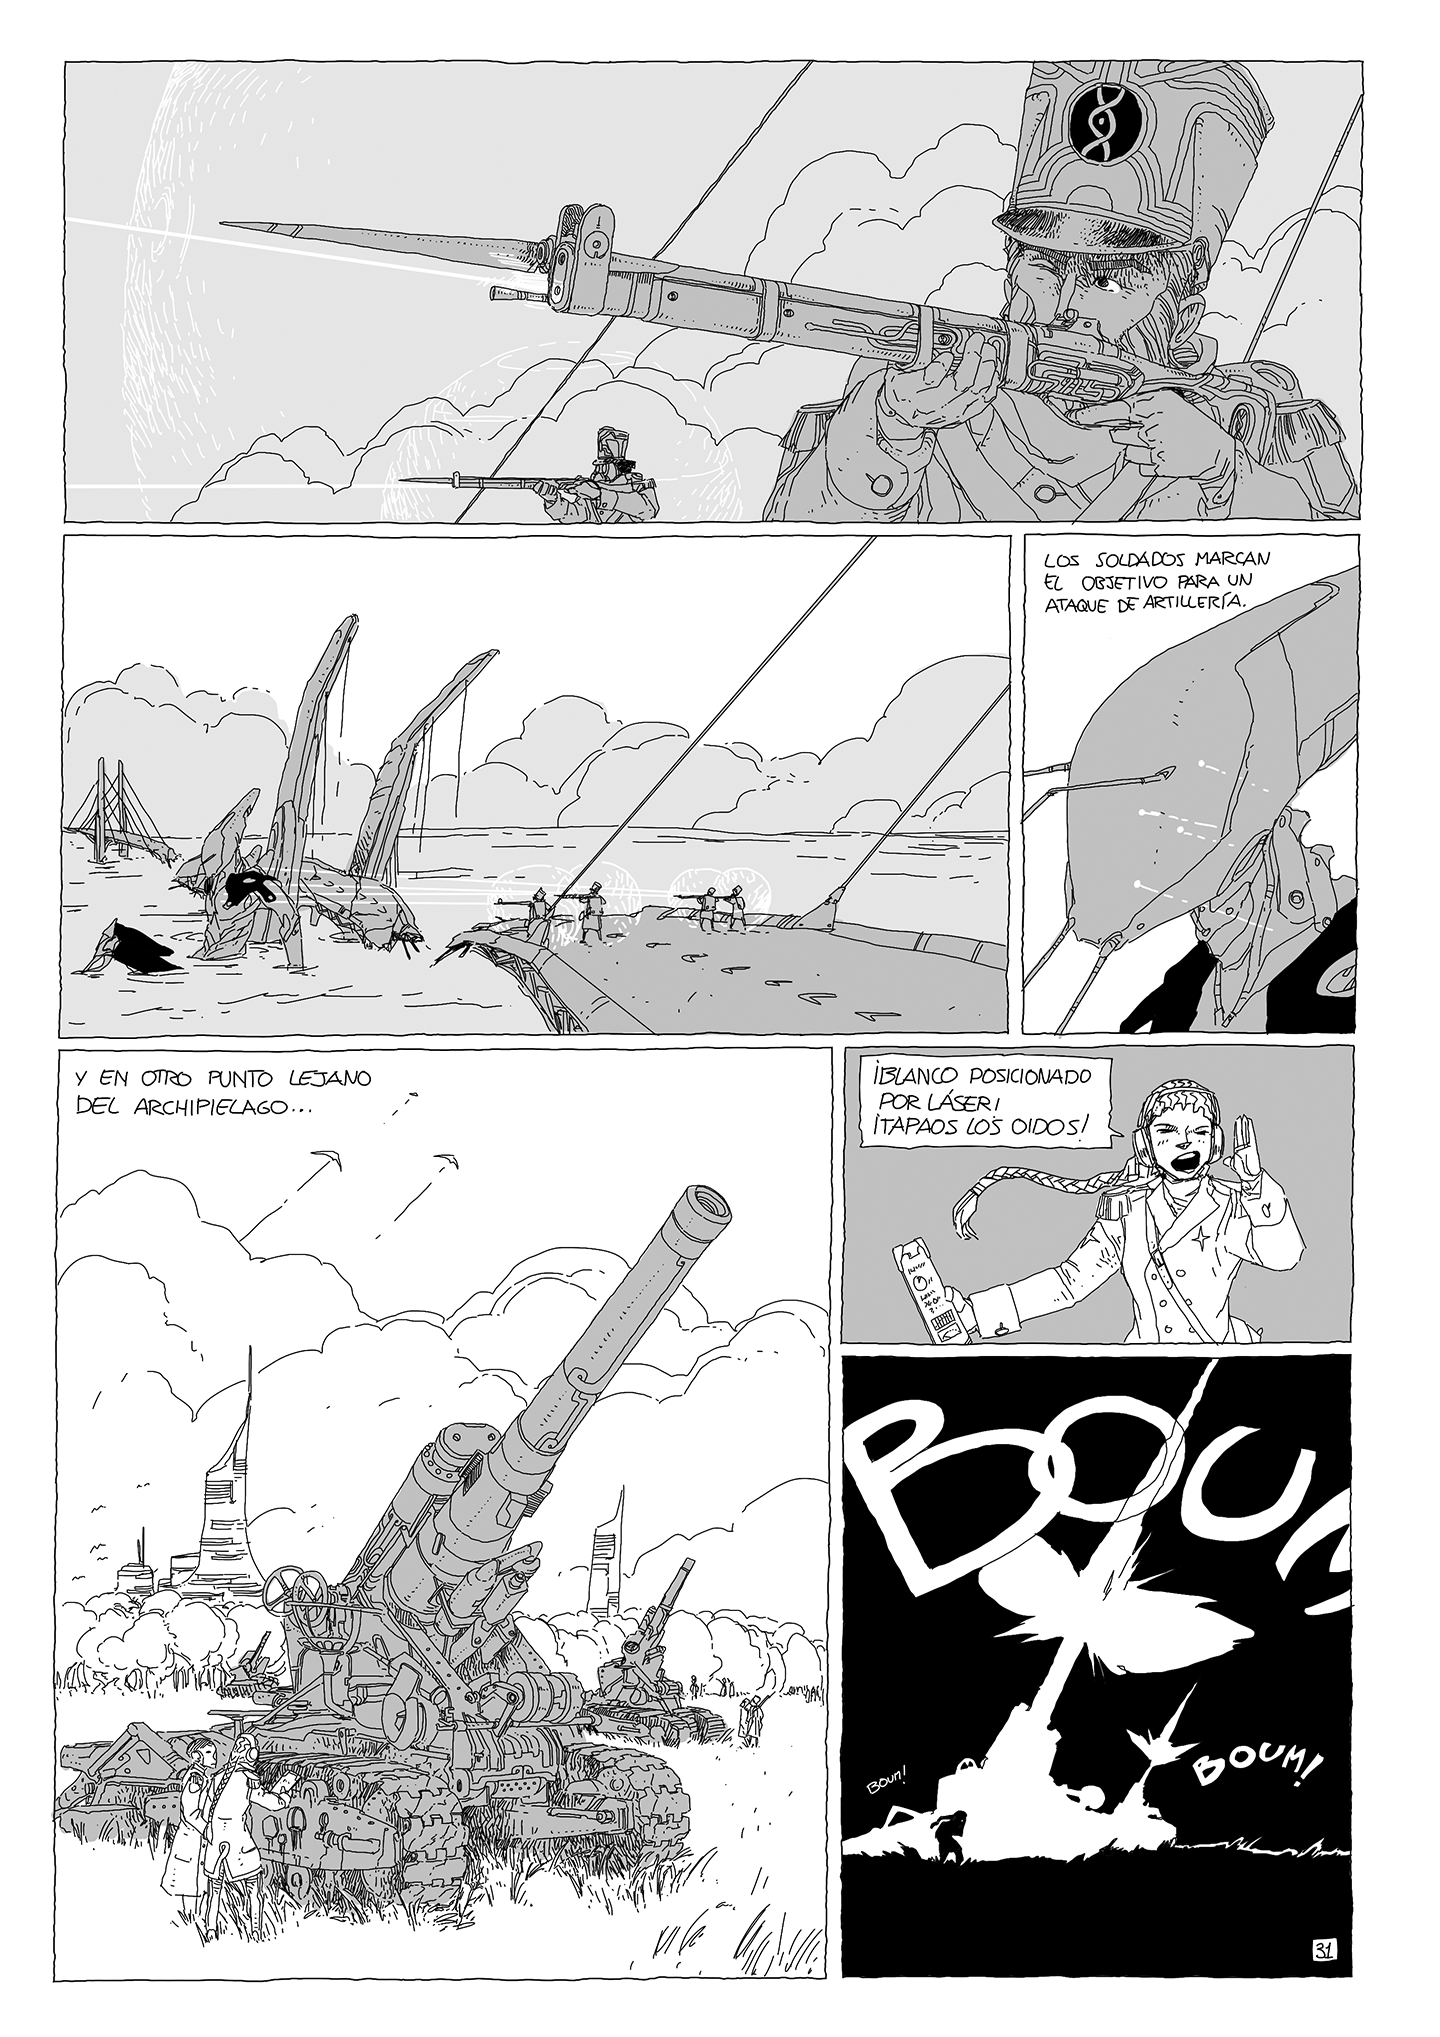 LOS SOLDADOS MARCAN
EL OBJETIVO PARA UN
ATAQUE DE ARTILLERÍA.
Y EN OTRO PUNTO LEJANO
DEL ARCHIPIELAGO...
¡BLANCO POSICIONADO
POR LÁSER!
¡TAPAOS LOS OIDOS!
BOUM
BOUM!
BOUM!
31